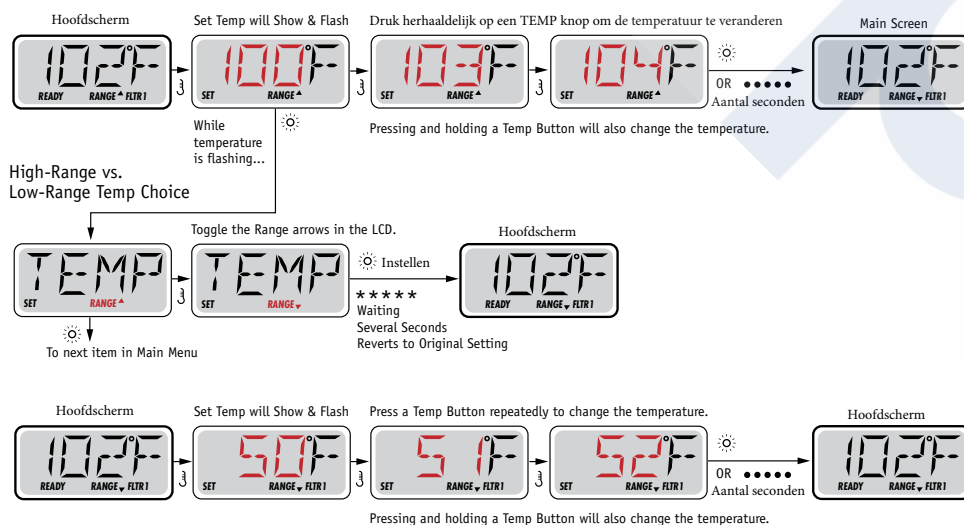 Hoofdscherm
Set Temp will Show & Flash
Druk herhaaldelijk op een TEMP knop om de temperatuur te veranderen
Main Screen
102°F
READY RANGE FLTR1
100°F
SET RANGE
103°F
SET RANGE
104°F
SET RANGE
OR
Aantal seconden
102°F
READY RANGE FLTR1
While
temperature
is flashing...
Pressing and holding a Temp Button will also change the temperature.
High-Range vs.
Low-Range Temp Choice
Toggle the Range arrows in the LCD.
Hoofdscherm
TEMP
SET RANGE
TEMP
SET RANGE
Instellen
*****
Waiting
Several Seconds
Reverts to Original Setting
102°F
READY RANGE FLTR1
To next item in Main Menu
Hoofdscherm
Set Temp will Show & Flash
Press a Temp Button repeatedly to change the temperature.
Hoofdscherm
102°F
READY RANGE FLTR1
50°F
SET RANGE FLTR1
51°F
SET RANGE FLTR1
52°F
SET RANGE FLTR1
OR
Aantal seconden
102°F
READY RANGE FLTR1
Pressing and holding a Temp Button will also change the temperature.